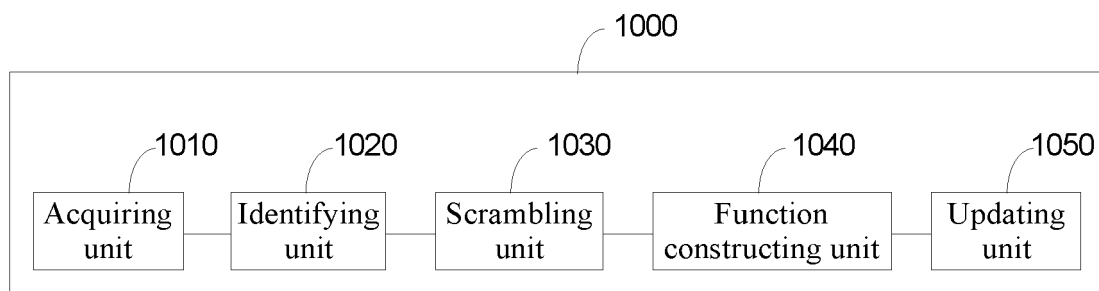 1000
1010 1020 1030 1040 1050
Acquiring Identifying Scrambling Function Updating
unit unit unit constructing unit unit